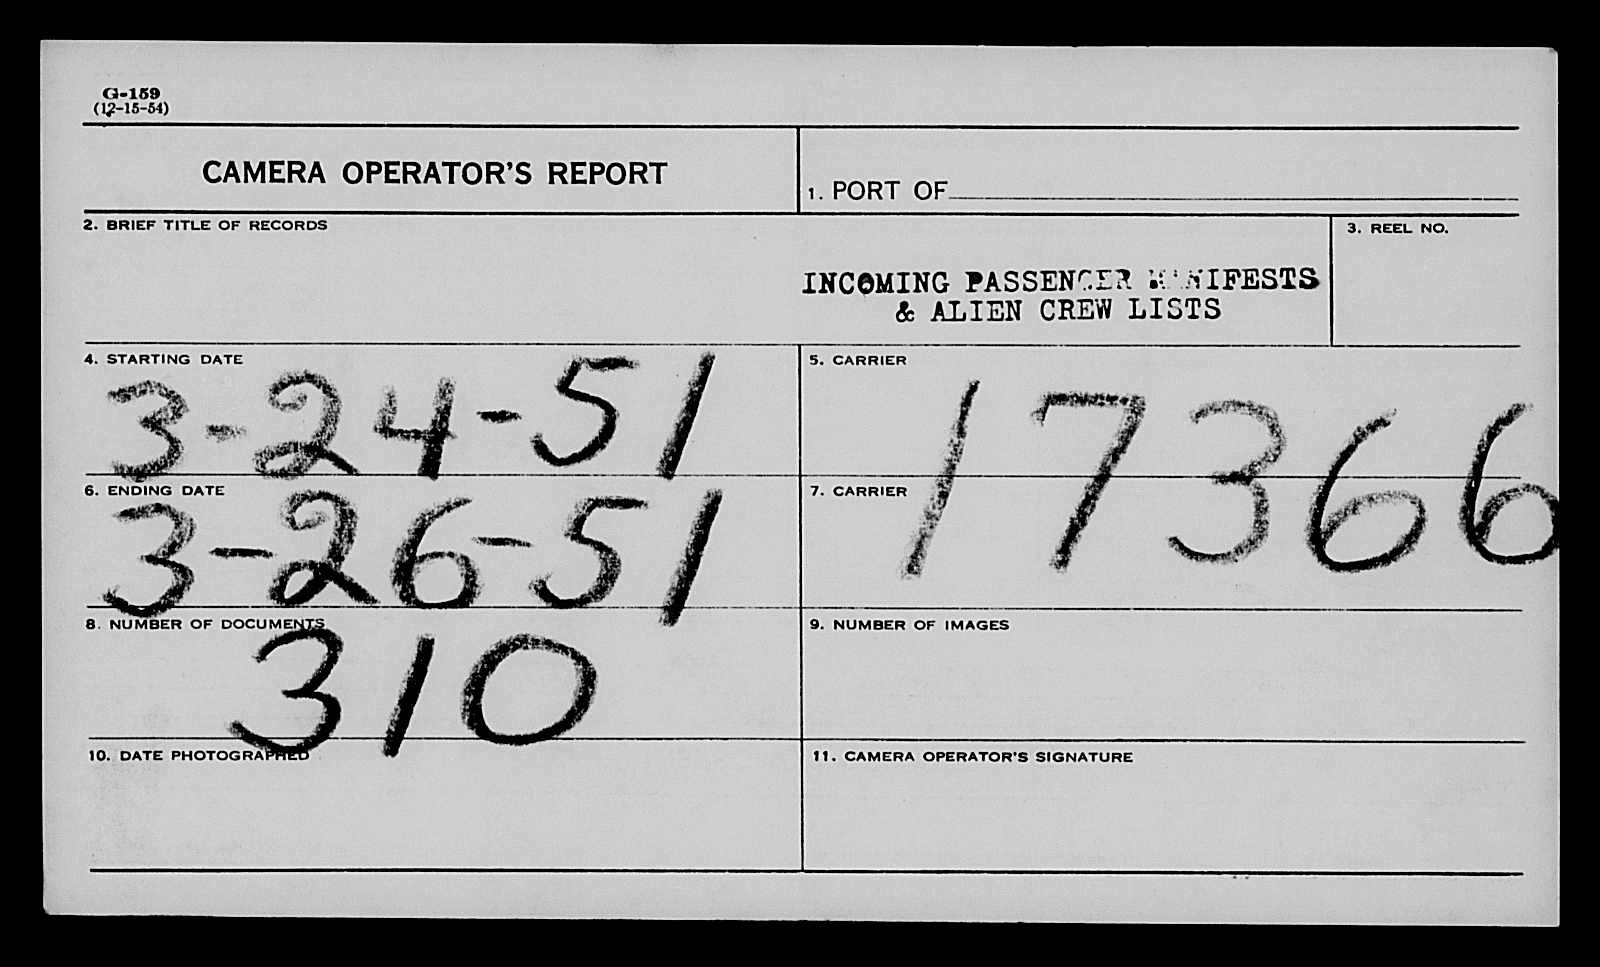 G-159
(12-15-54)
CAMERA OPERATOR'S REPORT
1. PORT OF
2. BRIEF TITLE OF RECORDS
3. REEL NO.
INCOMING PASSENGER MANIFESTS
& ALIEN CREW LISTS
4. STARTING DATE
3-24-51
5. CARRIER
17366
6. ENDING DATE
3-26-51
7. CARRIER
8. NUMBER OF DOCUMENTS
310
9. NUMBER OF IMAGES
10. DATE PHOTOGRAPHED
11. CAMERA OPERATOR'S SIGNATURE